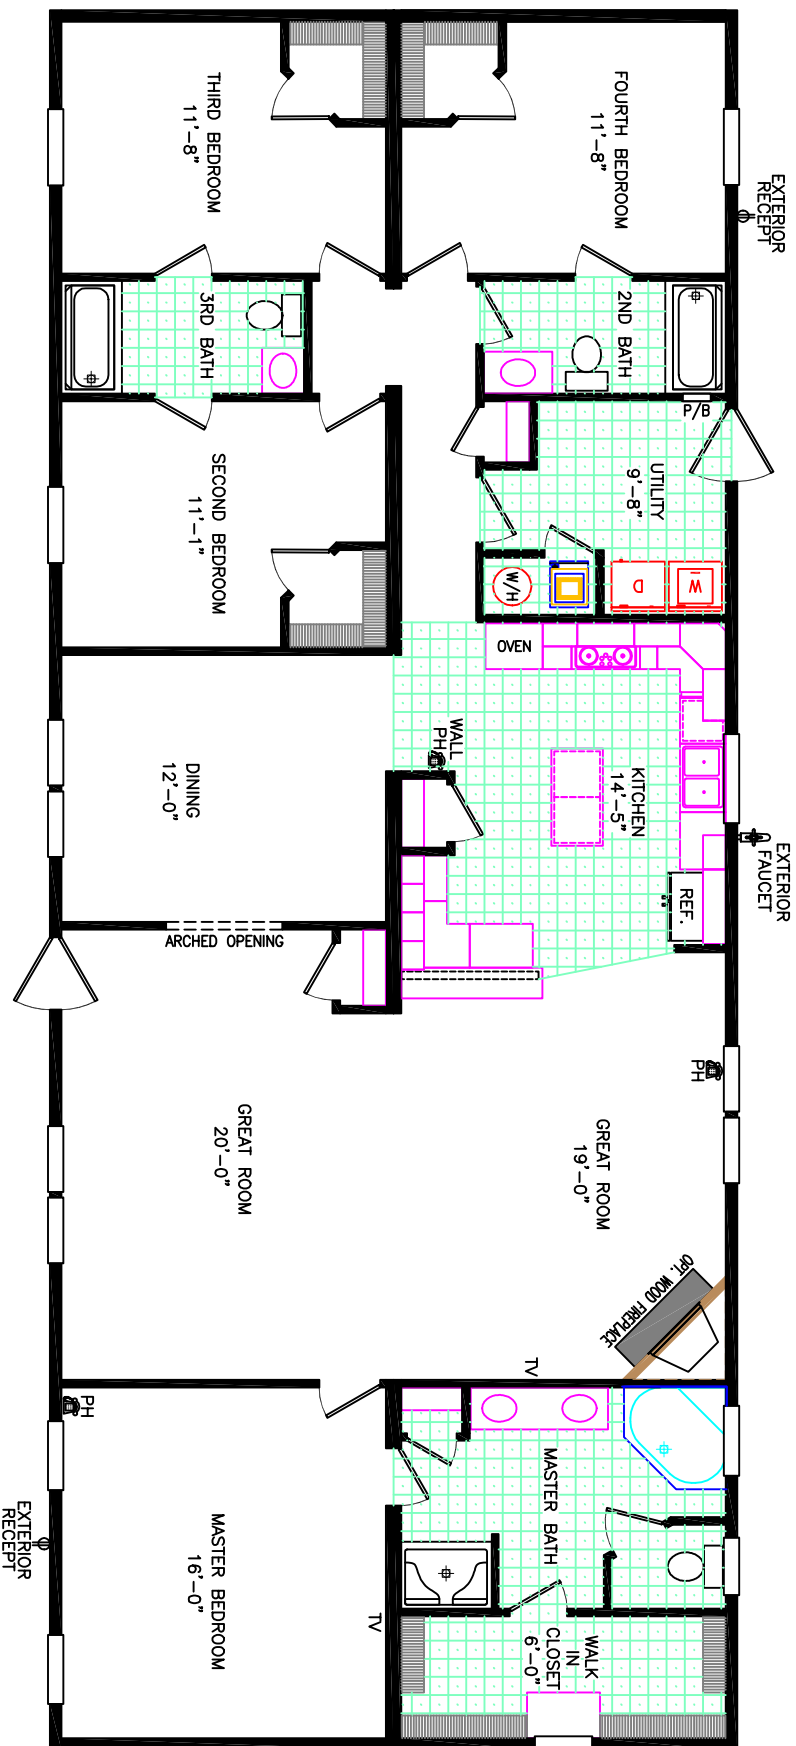 EXTERIOR
RECEPT
THIRD BEDROOM
11'-8"
FOURTH BEDROOM
11'-8"
3RD BATH
2ND BATH
P/B
SECOND BEDROOM
11'-1"
UTILITY
9'-8"
W/H
D
W
OVEN
WALL
PH
DINING
12'-0"
KITCHEN
14'-5"
EXTERIOR
FAUCET
REF.
ARCHED OPENING
PH
GREAT ROOM
20'-0"
GREAT ROOM
19'-0"
OPT. WOOD FIREPLACE
TV
PH
MASTER BATH
EXTERIOR
RECEPT
MASTER BEDROOM
16'-0"
TV
WALK
IN
CLOSET
6'-0"